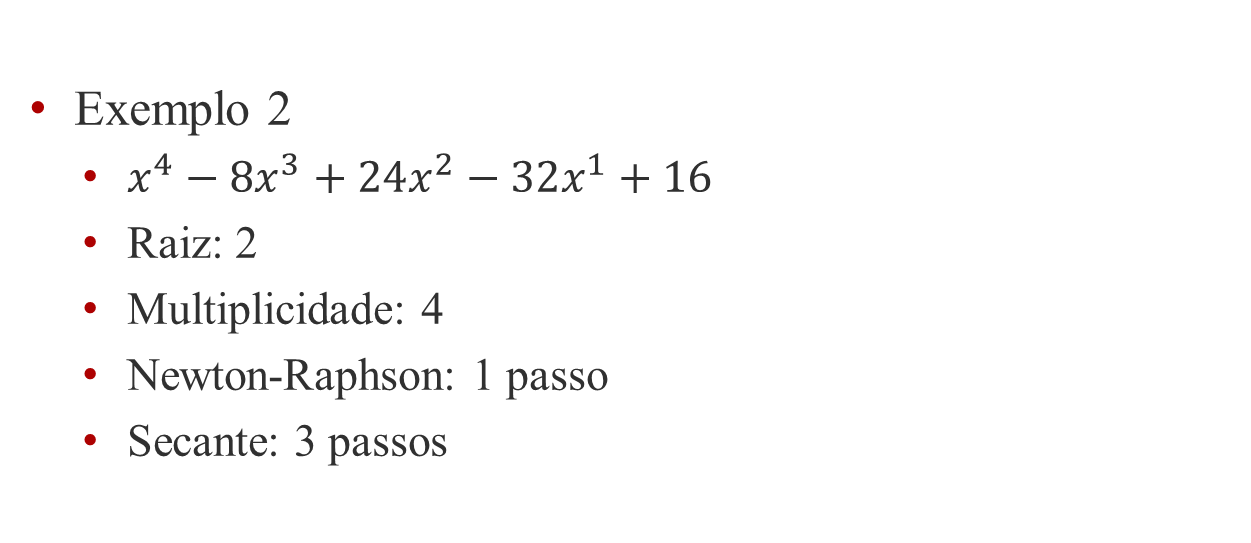 • Exemplo 2
• 𝑥⁴ − 8𝑥³ + 24𝑥² − 32𝑥¹ + 16
• Raiz: 2
• Multiplicidade: 4
• Newton-Raphson: 1 passo
• Secante: 3 passos